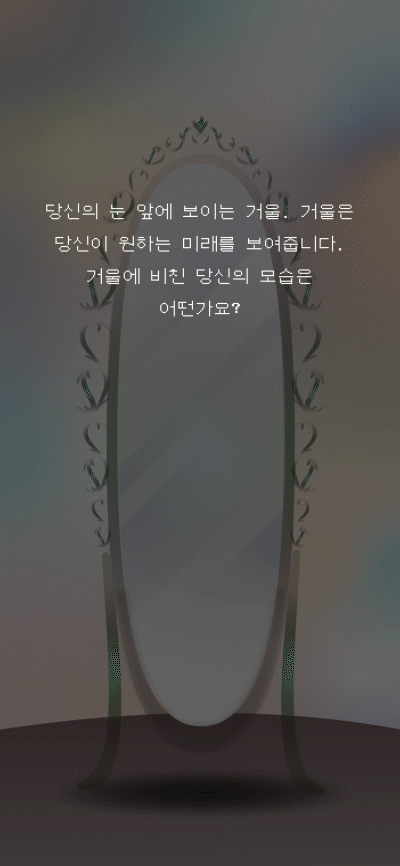 당신의 눈 앞에 보이는 거울. 거울은
당신이 원하는 미래를 보여줍니다.
거울에 비친 당신의 모습은
어떤가요?